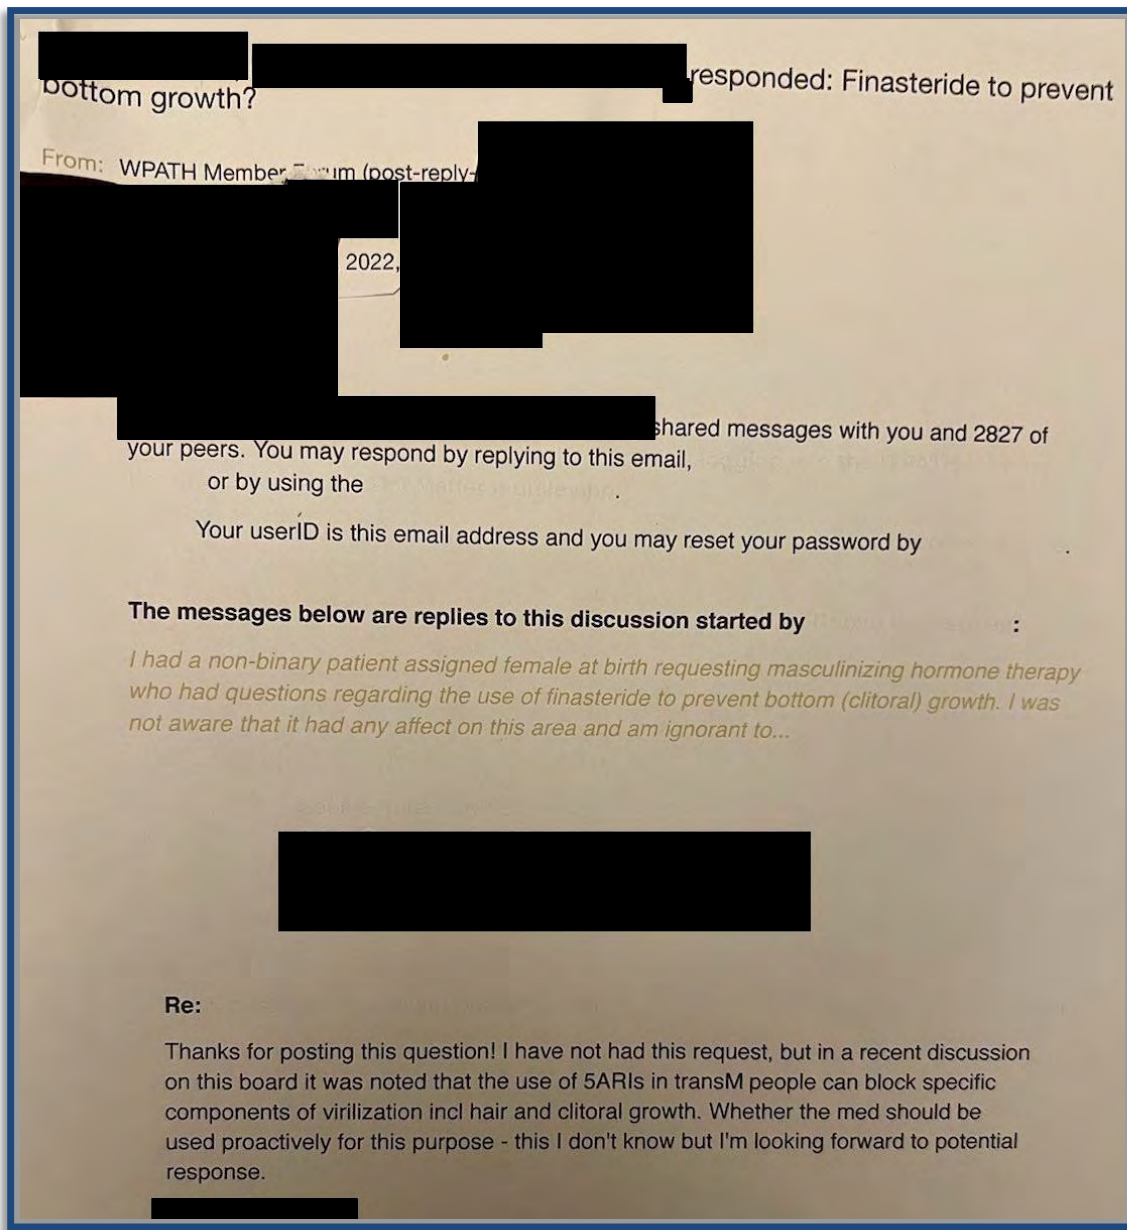 responded: Finasteride to prevent
bottom growth?
From: WPATH Member (post-reply-
2022,
shared messages with you and 2827 of
your peers. You may respond by replying to this email,
or by using the .
Your userID is this email address and you may reset your password by .
The messages below are replies to this discussion started by :
I had a non-binary patient assigned female at birth requesting masculinizing hormone therapy
who had questions regarding the use of finasteride to prevent bottom (clitoral) growth. I was
not aware that it had any affect on this area and am ignorant to...
Re:
Thanks for posting this question! I have not had this request, but in a recent discussion
on this board it was noted that the use of 5ARIs in transM people can block specific
components of virilization incl hair and clitoral growth. Whether the med should be
used proactively for this purpose - this I don't know but I'm looking forward to potential
response.